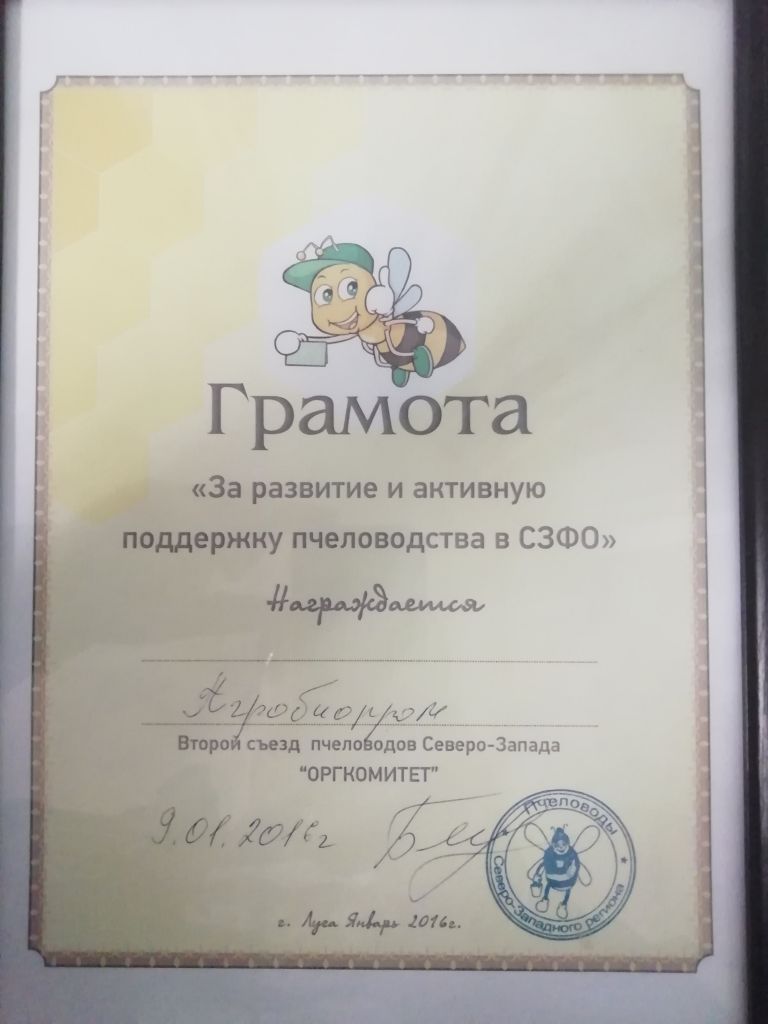 Грамота
«За развитие и активную
поддержку пчеловодства в СЗФО»
Награждается
Агробиопром
Второй съезд пчеловодов Северо-Запада
"ОРГКОМИТЕТ"
9.01.2016г
Пчеловоды
Северо-Западного региона
г. Луга Январь 2016г.